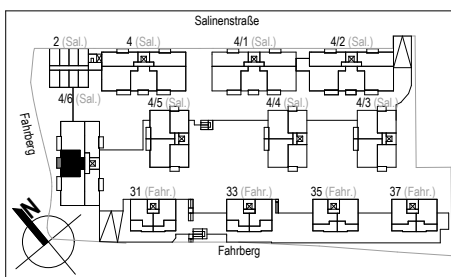 Salinenstraße
2 (Sal.) 4 (Sal.) 4/1 (Sal.) 4/2 (Sal.)
4/6 (Sal.) 4/5 (Sal.) 4/4 (Sal.) 4/3 (Sal.)
Fahrberg
31 (Fahr.) 33 (Fahr.) 35 (Fahr.) 37 (Fahr.)
N
Fahrberg